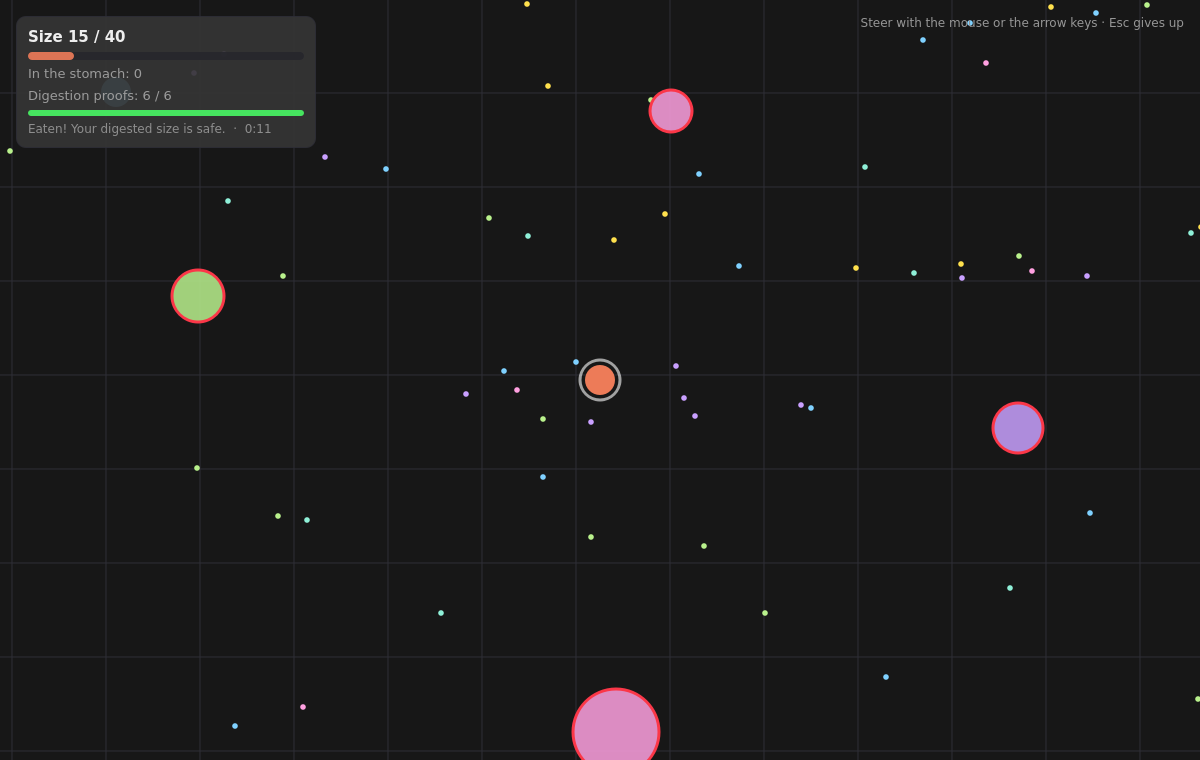 Size 15 / 40
In the stomach: 0
Digestion proofs: 6 / 6
Eaten! Your digested size is safe. · 0:11
Steer with the mouse or the arrow keys · Esc gives up